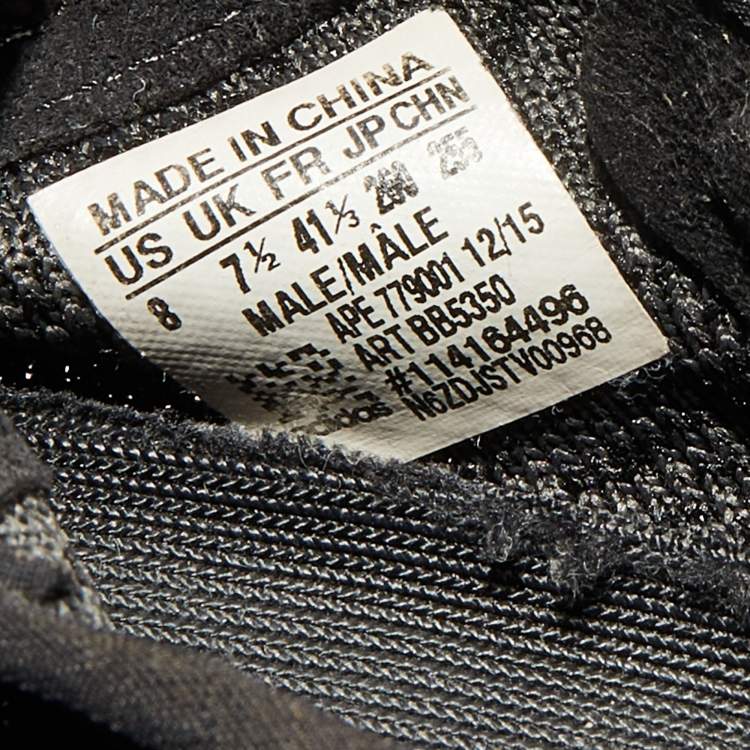 MADE IN CHINA
US UK FR JP CHN
8 7½ 41⅓ 260 255
MALE/MÂLE
APE 779001 12/15
ART BB5350
#114164496
adidas N6ZDJSTV00968